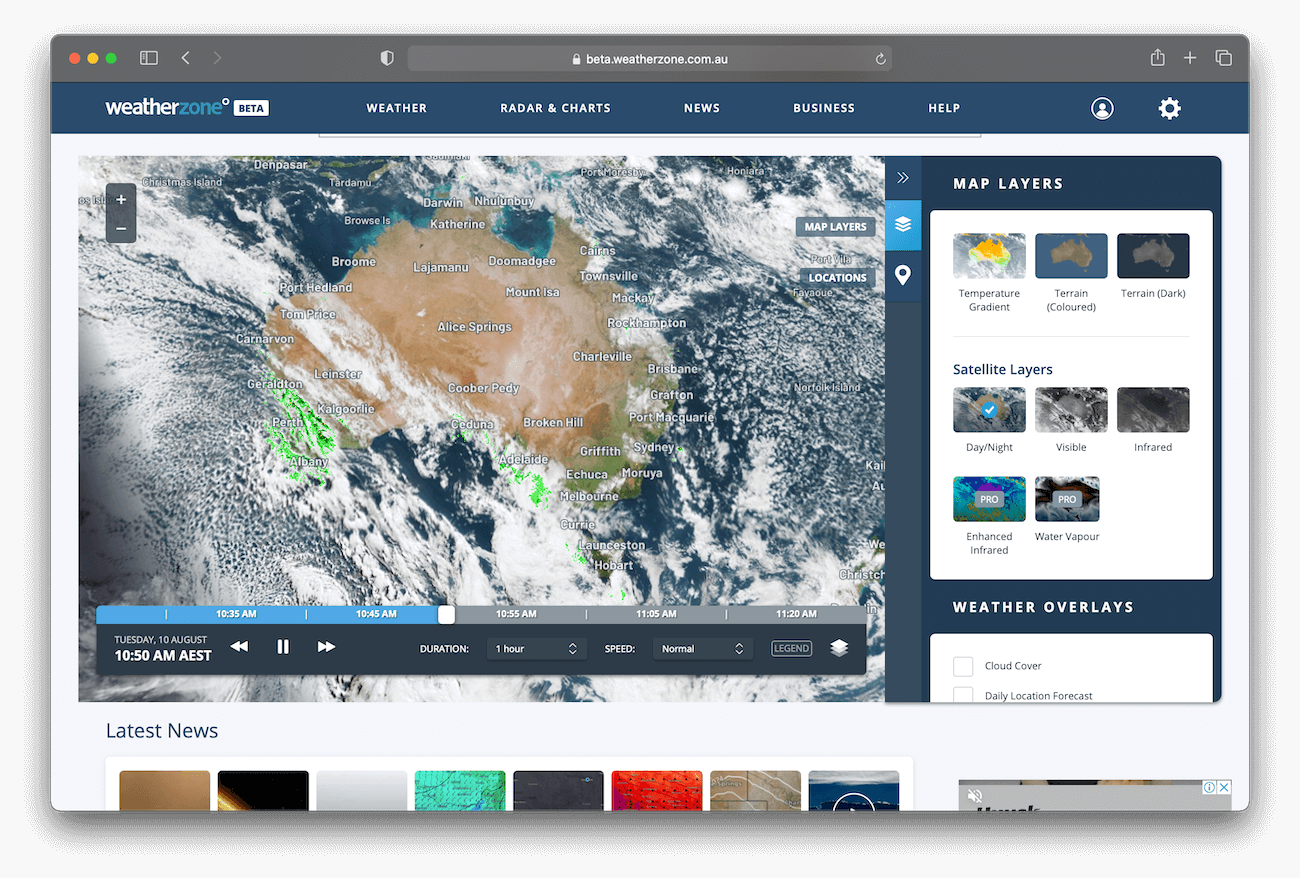 beta.weatherzone.com.au
weatherzone° BETA
WEATHER
RADAR & CHARTS
NEWS
BUSINESS
HELP
Denpasar
Port Moresby
Honiara
Christmas Island
Tardamu
+
−
Darwin
Nhulunbuy
Browse Is
Katherine
MAP LAYERS
Cairns
Broome
Lajamanu
Doomadgee
Port Vila
Townsville
LOCATIONS
Port Hedland
Mount Isa
Mackay
Fayaoue
Tom Price
Alice Springs
Rockhampton
Carnarvon
Charleville
Leinster
Brisbane
Geraldton
Coober Pedy
Norfolk Island
Grafton
Kalgoorlie
Perth
Ceduna
Broken Hill
Port Macquarie
Albany
Adelaide
Griffith
Sydney
Echuca
Moruya
Melbourne
Currie
Launceston
Hobart
10:35 AM
10:45 AM
10:55 AM
11:05 AM
11:20 AM
TUESDAY, 10 AUGUST
10:50 AM AEST
DURATION:
1 hour
SPEED:
Normal
LEGEND
MAP LAYERS
Temperature
Gradient
Terrain
(Coloured)
Terrain (Dark)
Satellite Layers
Day/Night
Visible
Infrared
PRO
PRO
Enhanced
Infrared
Water Vapour
WEATHER OVERLAYS
Cloud Cover
Daily Location Forecast
Latest News